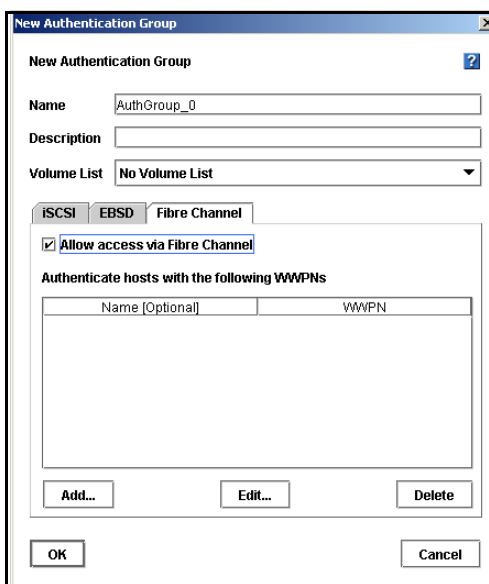 New Authentication Group
New Authentication Group
?
Name AuthGroup_0
Description
Volume List No Volume List
iSCSI EBSD Fibre Channel
Allow access via Fibre Channel
Authenticate hosts with the following WWPNs
Name [Optional] WWPN
Add... Edit... Delete
OK Cancel